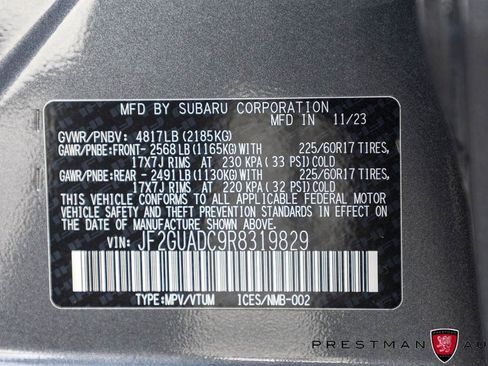 MFD BY SUBARU CORPORATION
GVWR/PNBV: 4817LB(2185KG) MFD IN 11/23
GAWR/PNBE:FRONT-2568LB(1165KG)WITH 225/60R17 TIRES,
17X7J RIMS AT 230 KPA(33 PSI)COLD
GAWR/PNBE:REAR -2491LB(1130KG)WITH 225/60R17 TIRES,
17X7J RIMS AT 220 KPA(32 PSI)COLD
THIS VEHICLE CONFORMS TO ALL APPLICABLE FEDERAL MOTOR
VEHICLE SAFETY AND THEFT PREVENTION STANDARDS IN EFFECT
ON THE DATE OF MANUFACTURE SHOWN ABOVE.
VIN: JF2GUADC9R8319829
TYPE:MPV/VTUM ICES/NMB-002
PRESTMAN AU